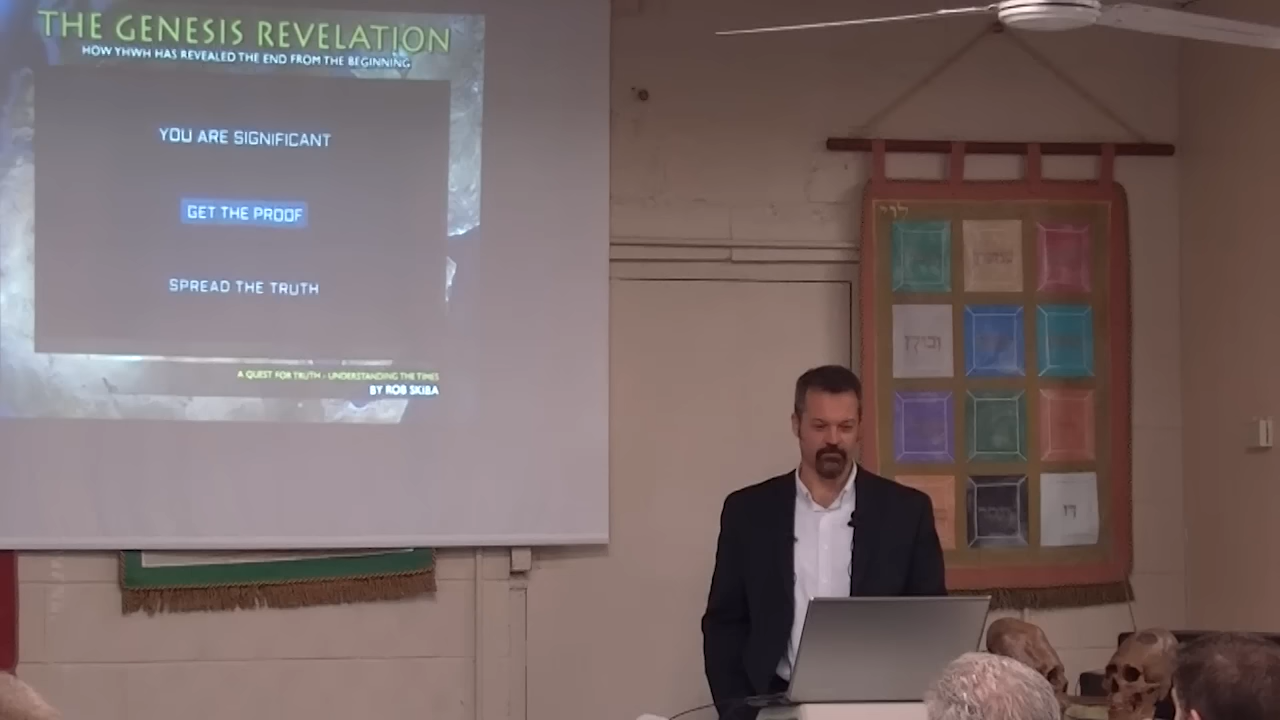 THE GENESIS REVELATION
HOW YHWH HAS REVEALED THE END FROM THE BEGINNING
YOU ARE SIGNIFICANT
GET THE PROOF
SPREAD THE TRUTH
A QUEST FOR TRUTH - UNDERSTANDING THE TIMES
BY ROB SKIBA
לוי